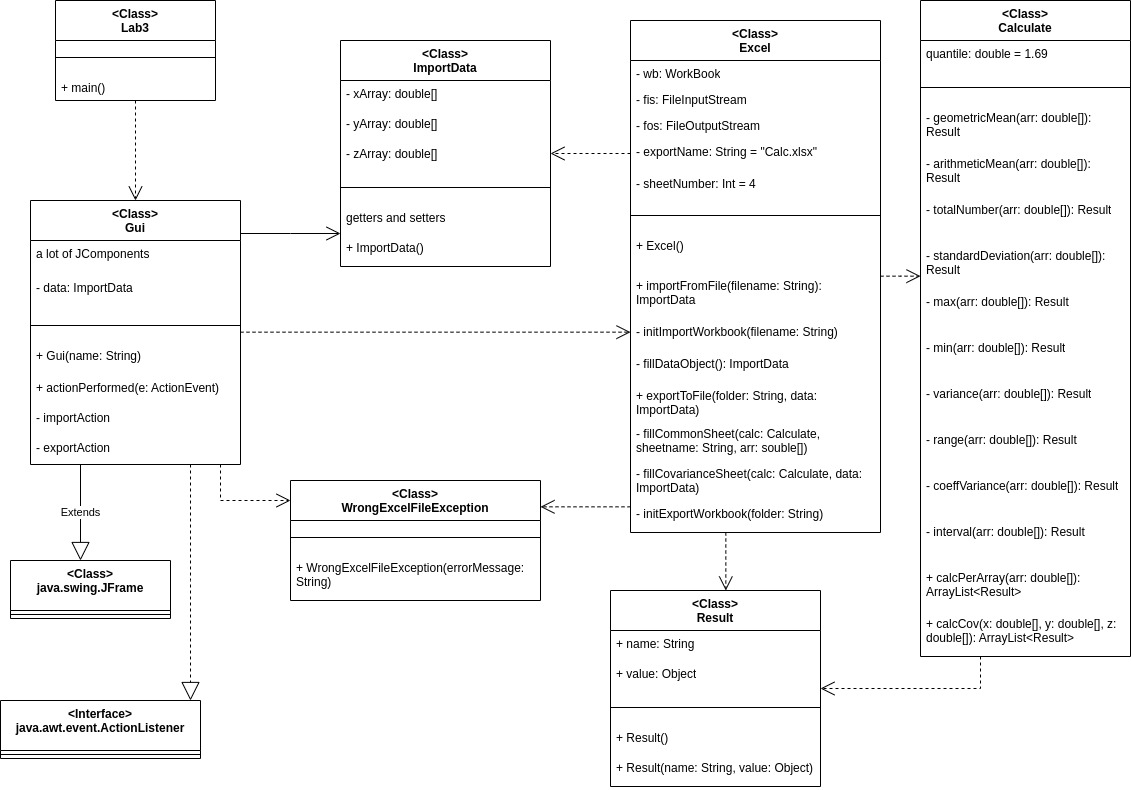 <Class>
Lab3
+ main()
<Class>
ImportData
- xArray: double[]
- yArray: double[]
- zArray: double[]
getters and setters
+ ImportData()
<Class>
Excel
- wb: WorkBook
- fis: FileInputStream
- fos: FileOutputStream
- exportName: String = "Calc.xlsx"
- sheetNumber: Int = 4
+ Excel()
+ importFromFile(filename: String):
ImportData
- initImportWorkbook(filename: String)
- fillDataObject(): ImportData
+ exportToFile(folder: String, data:
ImportData)
- fillCommonSheet(calc: Calculate,
sheetname: String, arr: souble[])
- fillCovarianceSheet(calc: Calculate, data:
ImportData)
- initExportWorkbook(folder: String)
<Class>
Calculate
quantile: double = 1.69
- geometricMean(arr: double[]):
Result
- arithmeticMean(arr: double[]):
Result
- totalNumber(arr: double[]): Result
- standardDeviation(arr: double[]):
Result
- max(arr: double[]): Result
- min(arr: double[]): Result
- variance(arr: double[]): Result
- range(arr: double[]): Result
- coeffVariance(arr: double[]): Result
- interval(arr: double[]): Result
+ calcPerArray(arr: double[]):
ArrayList<Result>
+ calcCov(x: double[], y: double[], z:
double[]): ArrayList<Result>
<Class>
Gui
a lot of JComponents
- data: ImportData
+ Gui(name: String)
+ actionPerformed(e: ActionEvent)
- importAction
- exportAction
Extends
<Class>
java.swing.JFrame
<Interface>
java.awt.event.ActionListener
<Class>
WrongExcelFileException
+ WrongExcelFileException(errorMessage:
String)
<Class>
Result
+ name: String
+ value: Object
+ Result()
+ Result(name: String, value: Object)